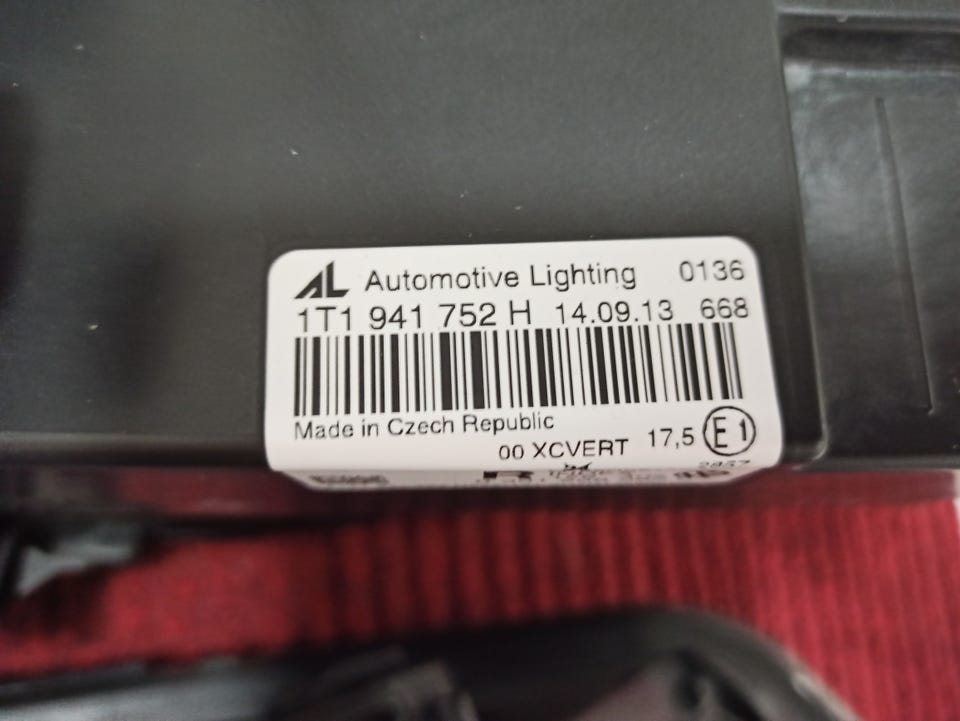 AL Automotive Lighting 0136
1T1 941 752 H 14.09.13 668
Made in Czech Republic
00 XCVERT 17,5 E1